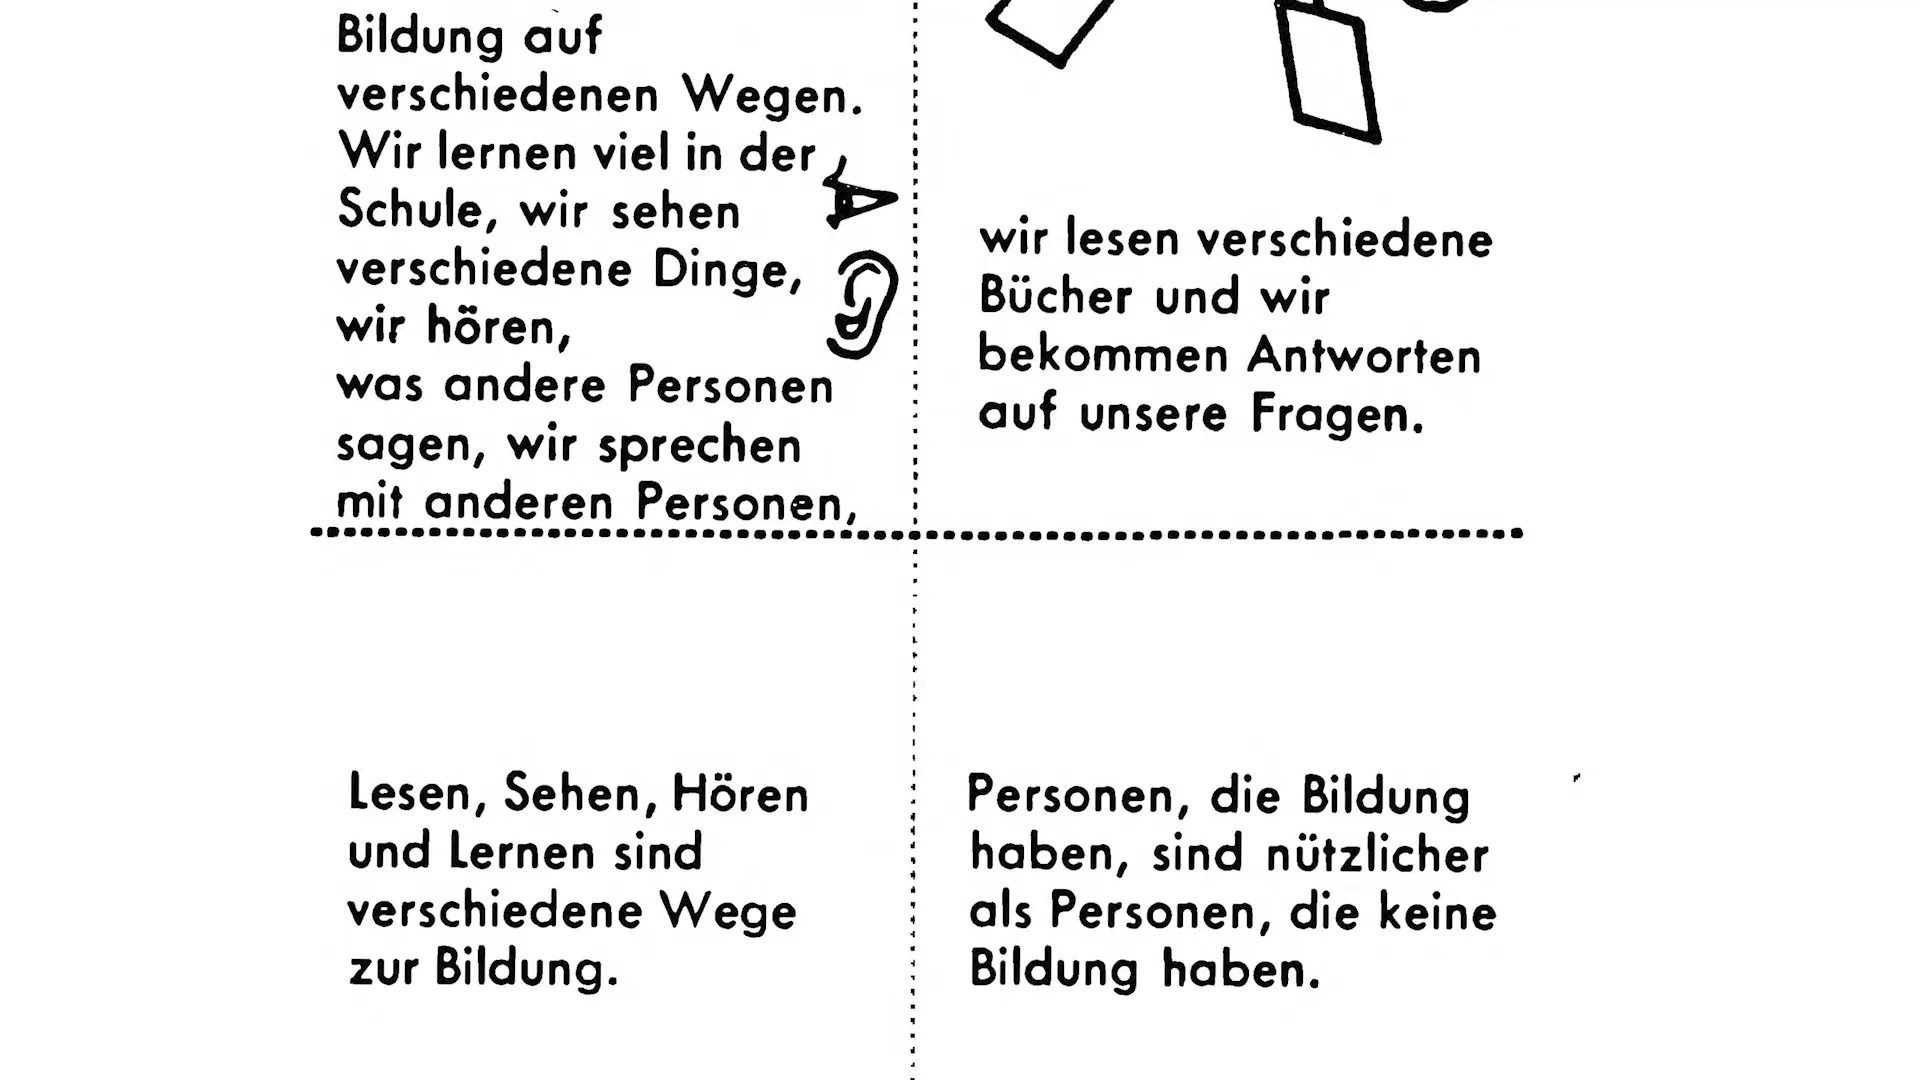 Bildung auf
verschiedenen Wegen.
Wir lernen viel in der
Schule, wir sehen
verschiedene Dinge,
wir hören,
was andere Personen
sagen, wir sprechen
mit anderen Personen,
wir lesen verschiedene
Bücher und wir
bekommen Antworten
auf unsere Fragen.
Lesen, Sehen, Hören
und Lernen sind
verschiedene Wege
zur Bildung.
Personen, die Bildung
haben, sind nützlicher
als Personen, die keine
Bildung haben.